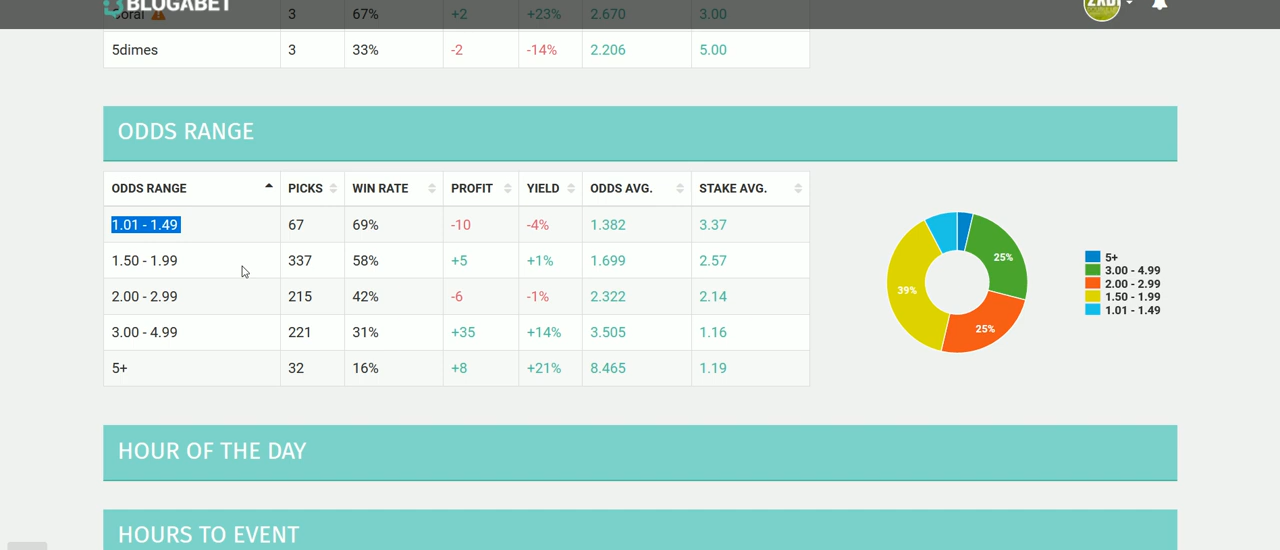 BLOGABET
3 67% +2 +23% 2.670 3.00
5dimes 3 33% -2 -14% 2.206 5.00
ODDS RANGE
ODDS RANGE PICKS WIN RATE PROFIT YIELD ODDS AVG. STAKE AVG.
1.01 - 1.49 67 69% -10 -4% 1.382 3.37
1.50 - 1.99 337 58% +5 +1% 1.699 2.57
2.00 - 2.99 215 42% -6 -1% 2.322 2.14
3.00 - 4.99 221 31% +35 +14% 3.505 1.16
5+ 32 16% +8 +21% 8.465 1.19
25%
39%
25%
5+
3.00 - 4.99
2.00 - 2.99
1.50 - 1.99
1.01 - 1.49
HOUR OF THE DAY
HOURS TO EVENT